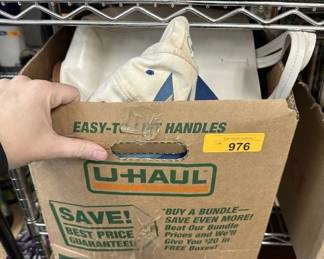 EASY-TO- HANDLES
976
U-HAUL
SAVE!
BEST PRICE
GUARANTEED!
"BUY A BUNDLE—
SAVE EVEN MORE!
Beat Our Bundle
Prices and We'll
Give You $20 in
FREE Boxes!